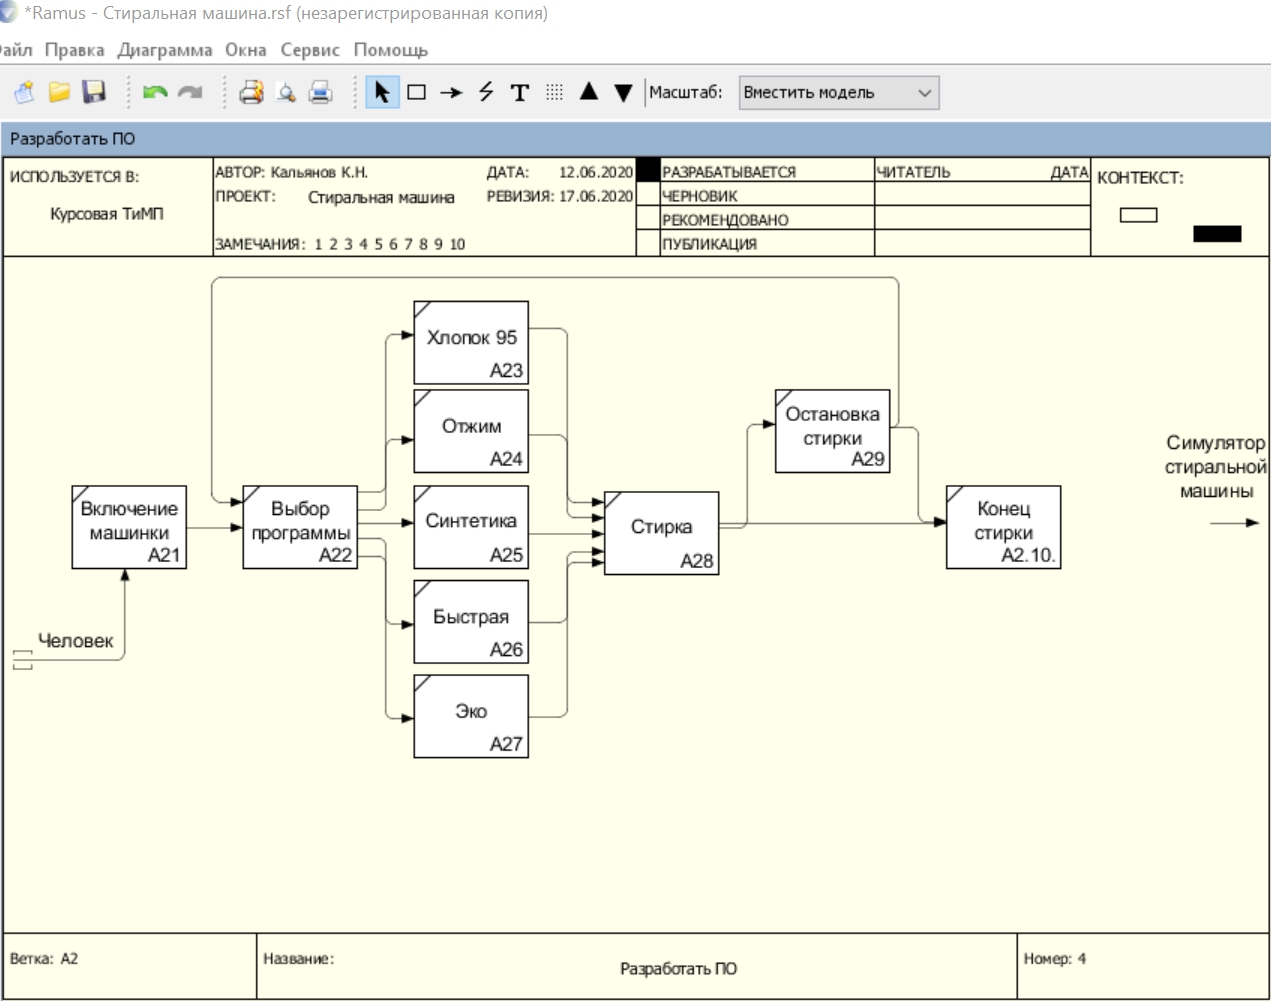 *Ramus - Стиральная машина.rsf (незарегистрированная копия)
айл Правка Диаграмма Окна Сервис Помощь
T Масштаб: Вместить модель
Разработать ПО
ИСПОЛЬЗУЕТСЯ В:
Курсовая ТиМП
АВТОР: Кальянов К.Н.
ДАТА: 12.06.2020
ПРОЕКТ: Стиральная машина
РЕВИЗИЯ: 17.06.2020
ЗАМЕЧАНИЯ: 1 2 3 4 5 6 7 8 9 10
РАЗРАБАТЫВАЕТСЯ
ЧЕРНОВИК
РЕКОМЕНДОВАНО
ПУБЛИКАЦИЯ
ЧИТАТЕЛЬ ДАТА
КОНТЕКСТ:
Человек
Включение
машинки
A21
Выбор
программы
A22
Хлопок 95
A23
Отжим
A24
Синтетика
A25
Быстрая
A26
Эко
A27
Стирка
A28
Остановка
стирки
A29
Конец
стирки
A2.10.
Симулятор
стиральной
машины
Ветка: A2
Название:
Разработать ПО
Номер: 4